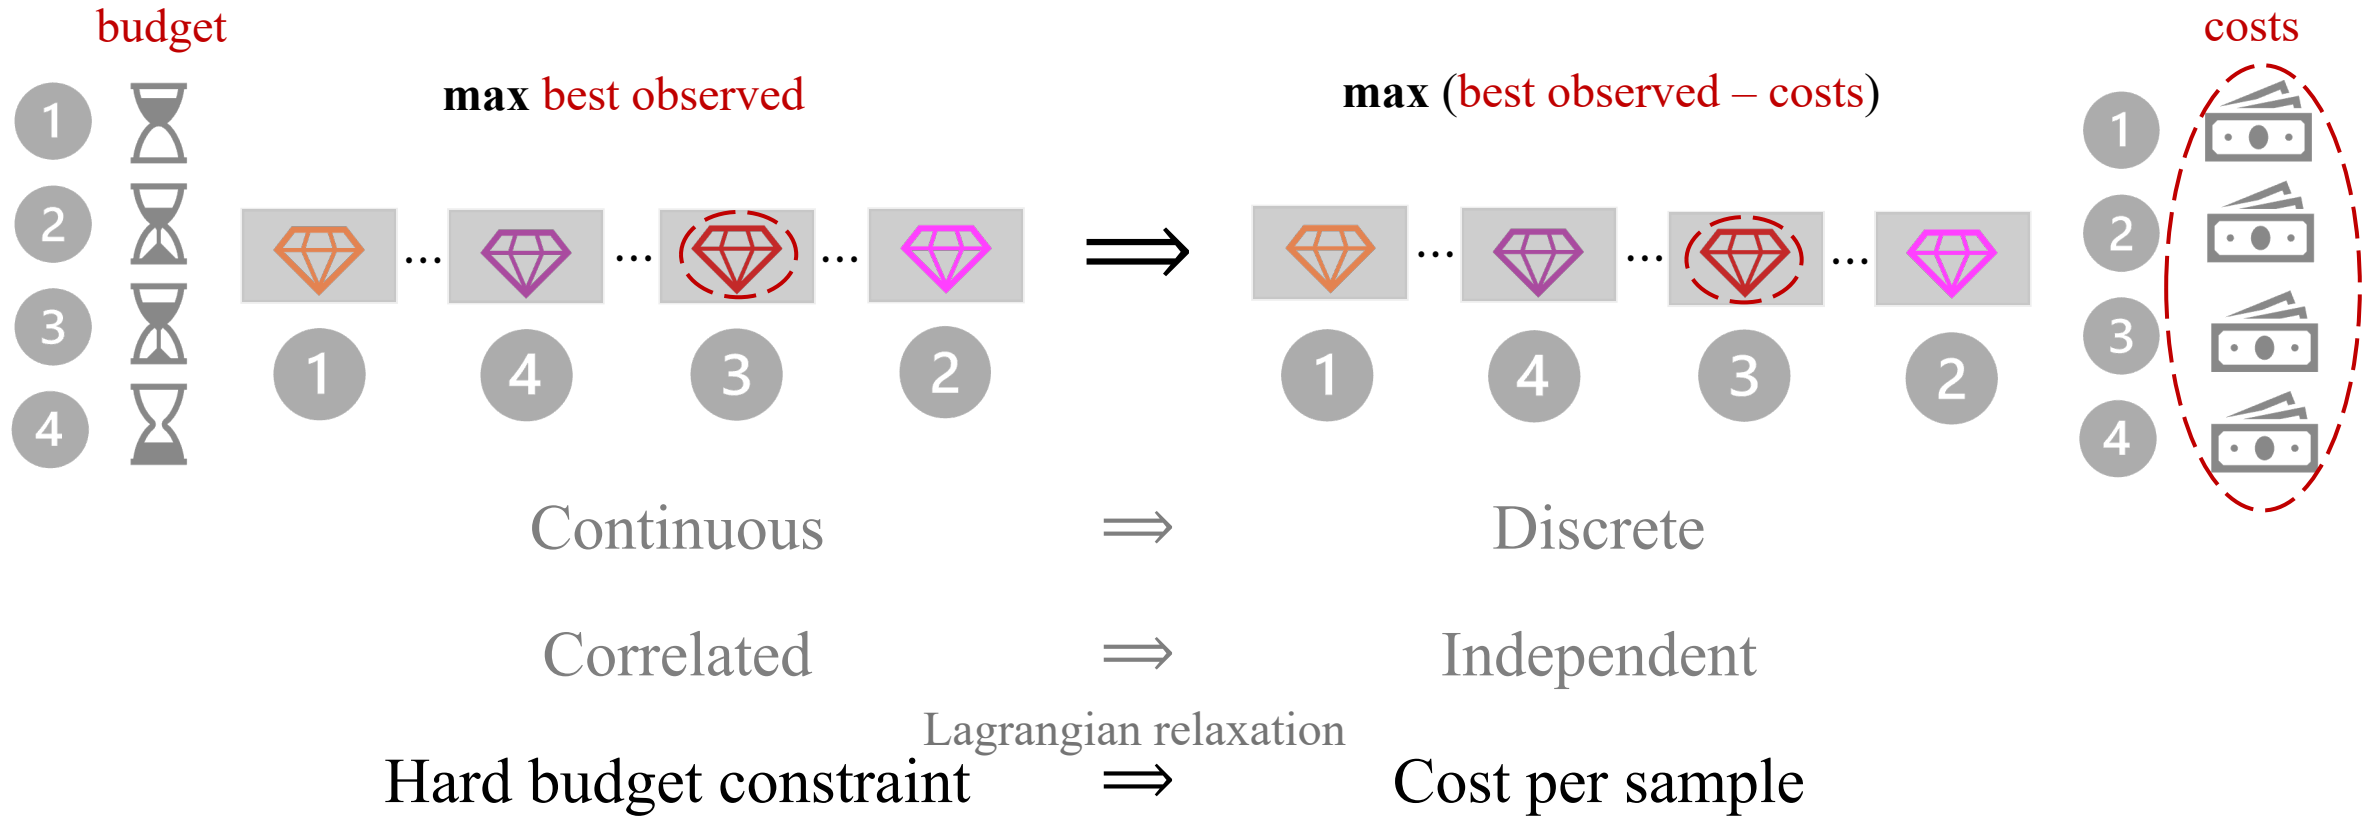 budget
costs
max best observed
max (best observed – costs)
1
2
3
4
... ... ...
1 4 3 2
⟹
... ... ...
1 4 3 2
1
2
3
4
Continuous ⟹ Discrete
Correlated ⟹ Independent
Lagrangian relaxation
Hard budget constraint ⟹ Cost per sample